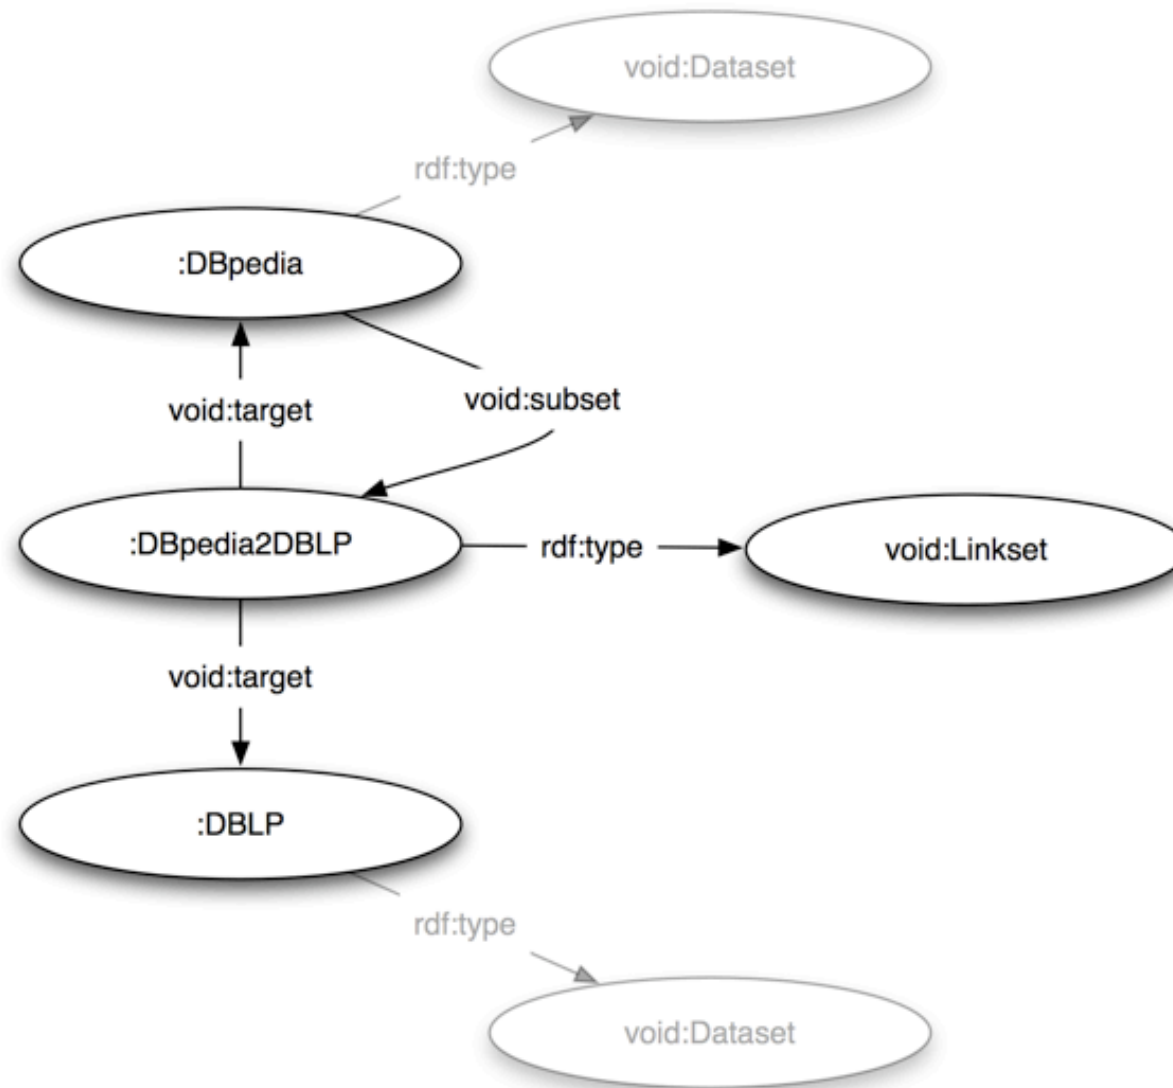 void:Dataset
rdf:type
:DBpedia
void:target
void:subset
:DBpedia2DBLP
rdf:type
void:Linkset
void:target
:DBLP
rdf:type
void:Dataset